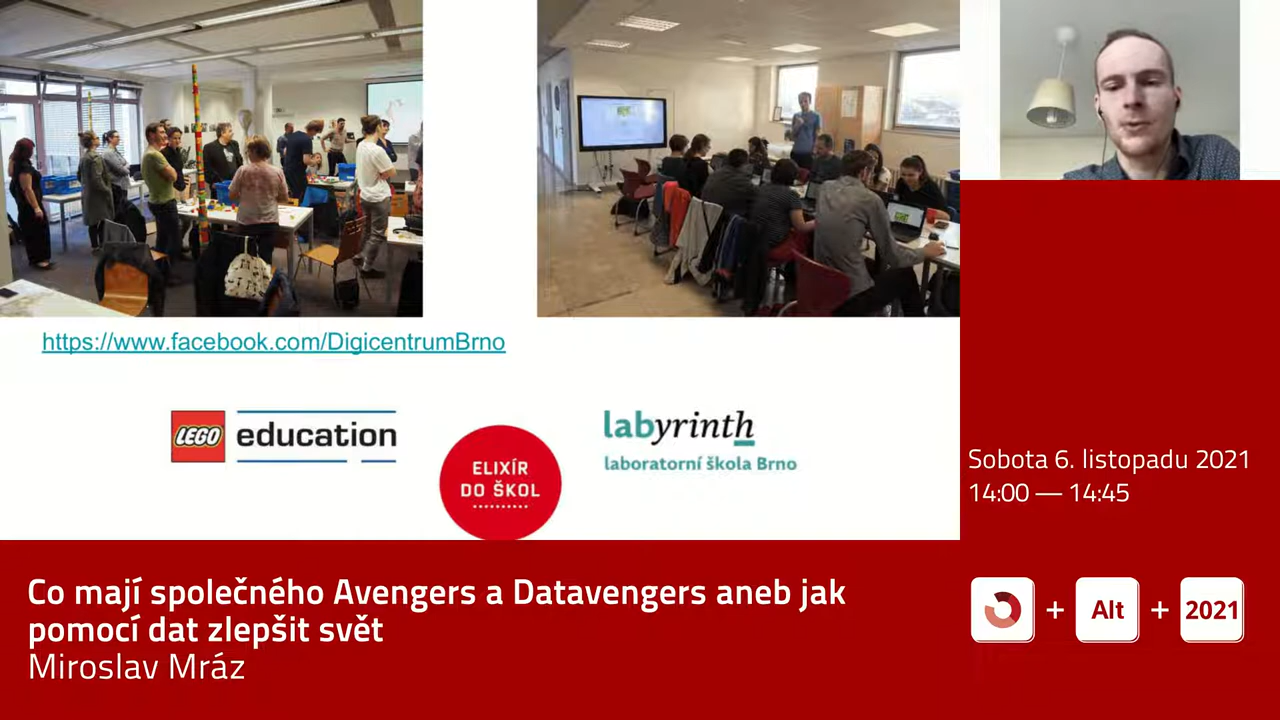 https://www.facebook.com/DigicentrumBrno
LEGO education
ELIXÍR
DO ŠKOL
labyrinth
laboratorní škola Brno
Sobota 6. listopadu 2021
14:00 — 14:45
Co mají společného Avengers a Datavengers aneb jak
pomocí dat zlepšit svět
Miroslav Mráz
+ Alt + 2021